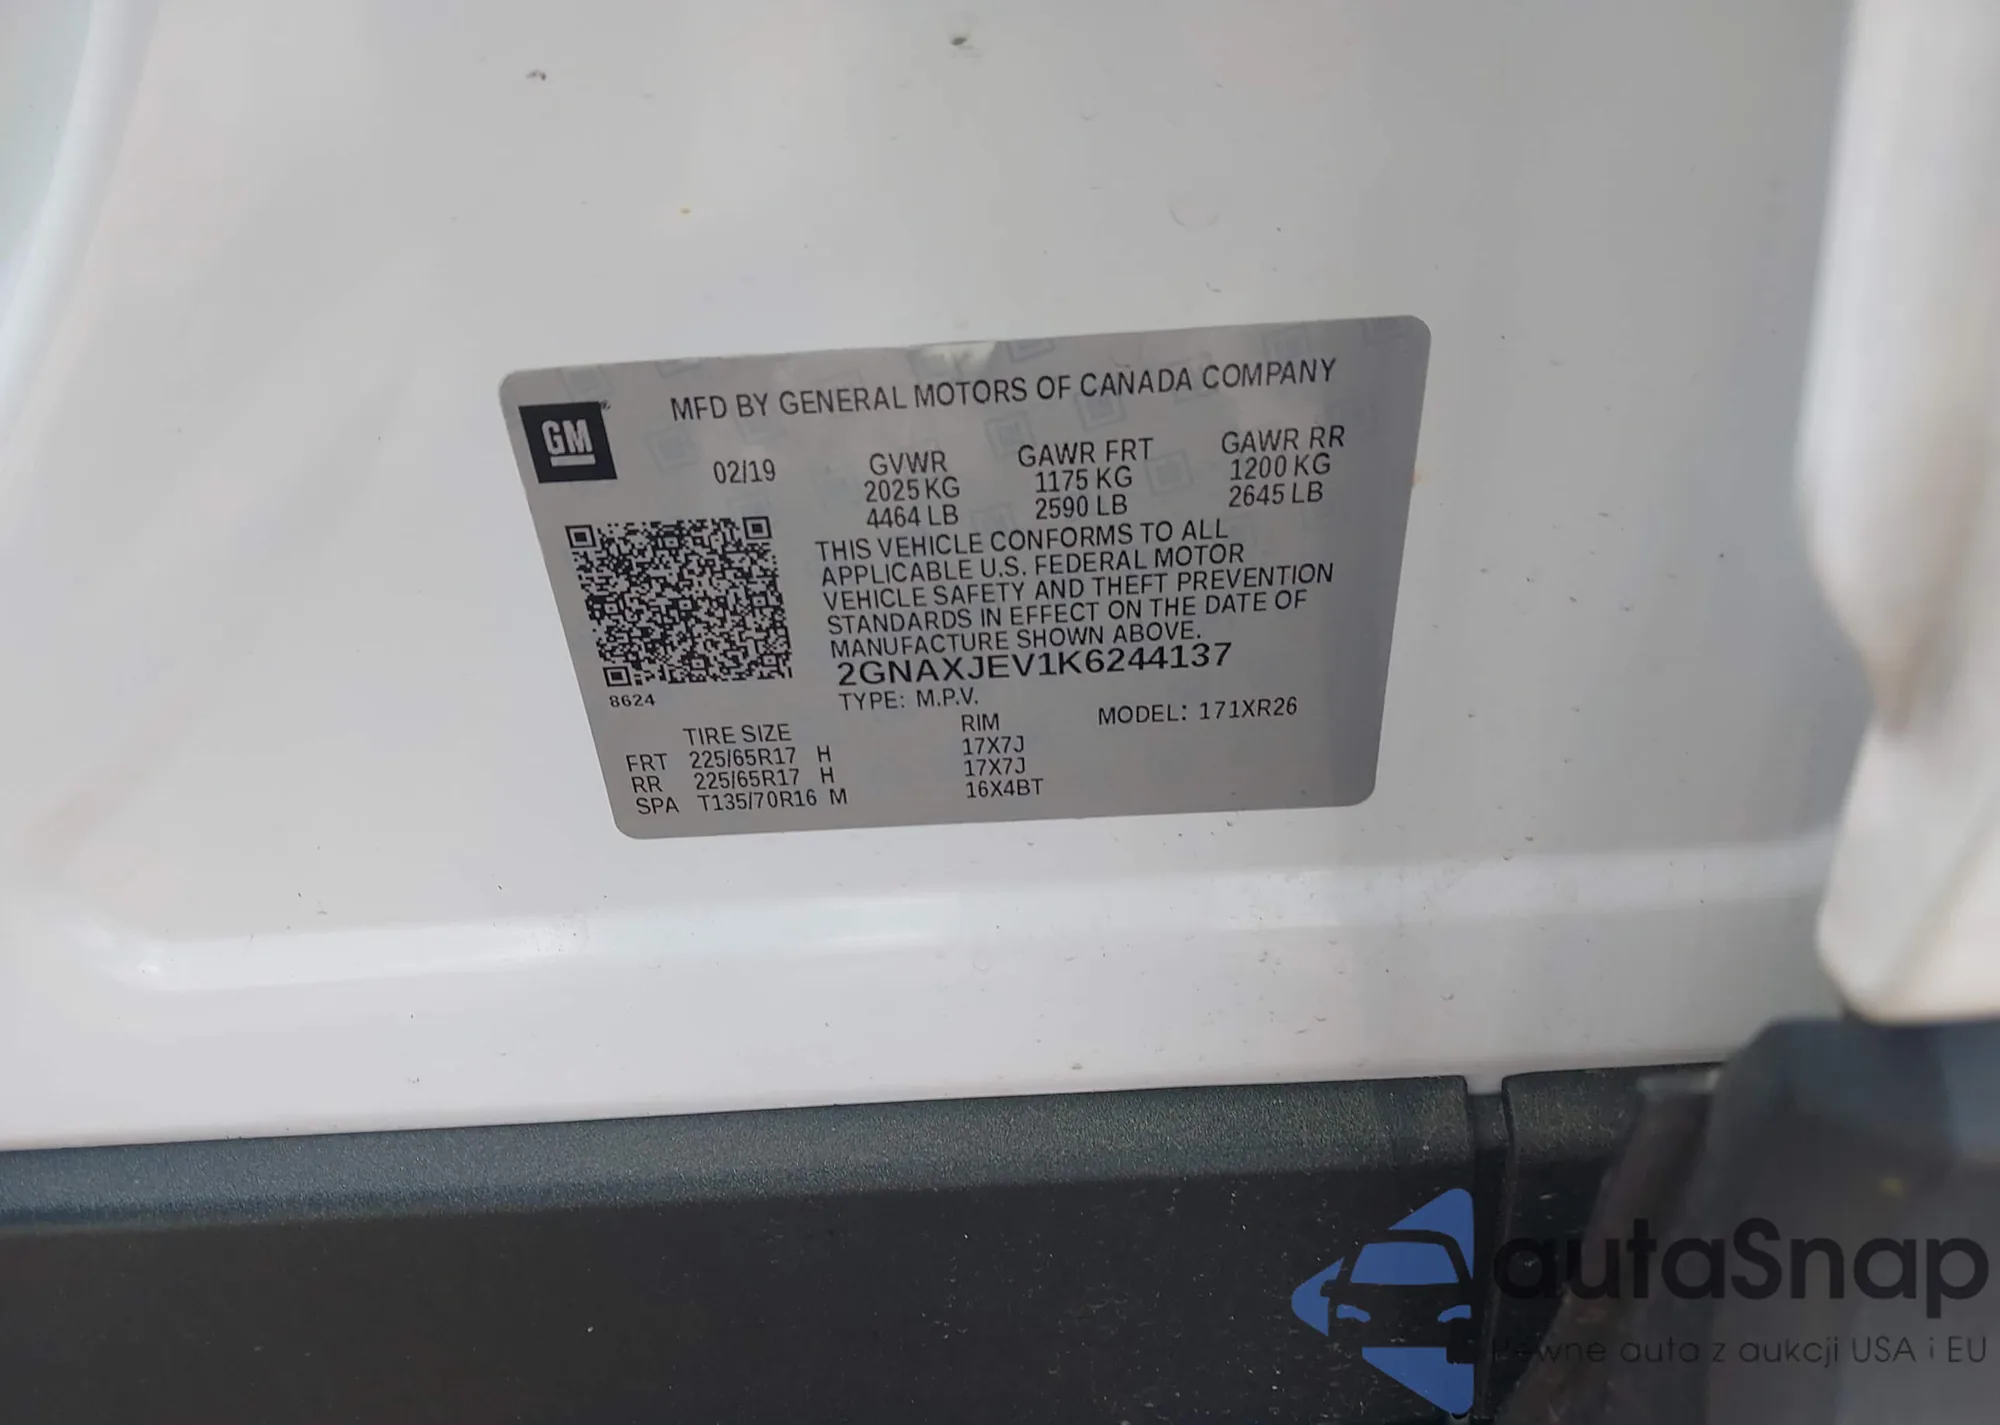 MFD BY GENERAL MOTORS OF CANADA COMPANY
GM
02/19
GVWR
2025 KG
4464 LB
GAWR FRT
1175 KG
2590 LB
GAWR RR
1200 KG
2645 LB
THIS VEHICLE CONFORMS TO ALL
APPLICABLE U.S. FEDERAL MOTOR
VEHICLE SAFETY AND THEFT PREVENTION
STANDARDS IN EFFECT ON THE DATE OF
MANUFACTURE SHOWN ABOVE.
2GNAXJEV1K6244137
8624
TYPE: M.P.V.
MODEL: 171XR26
TIRE SIZE RIM
FRT 225/65R17 H 17X7J
RR 225/65R17 H 17X7J
SPA T135/70R16 M 16X4BT
autaSnap
Pewne auta z aukcji USA i EU